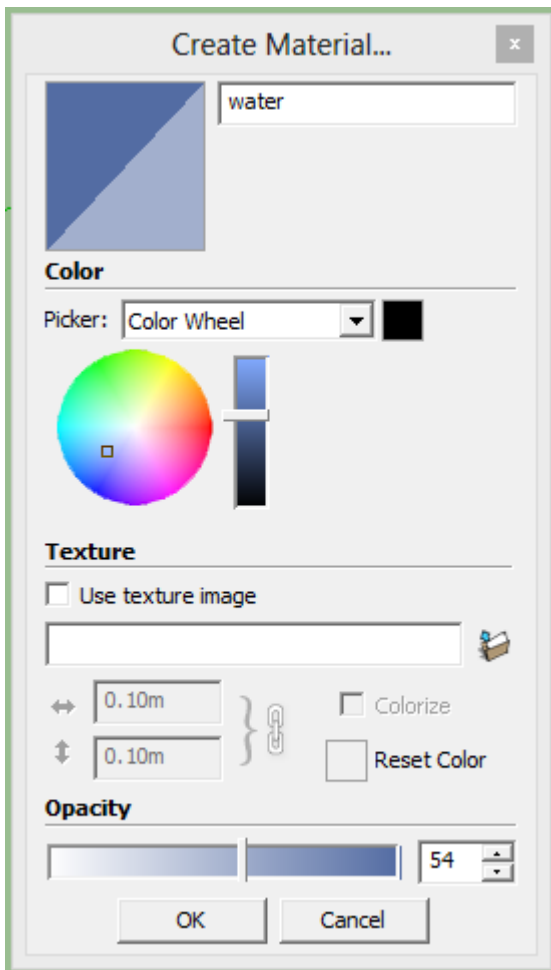 Create Material...
x
water
Color
Picker: Color Wheel
Texture
Use texture image
0.10m
Colorize
0.10m
Reset Color
Opacity
54
OK Cancel